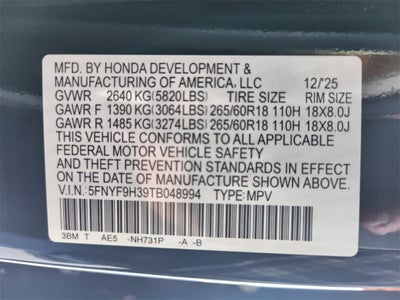 MFD. BY HONDA DEVELOPMENT &
MANUFACTURING OF AMERICA, LLC 12/'25
GVWR 2640 KG(5820LBS) TIRE SIZE RIM SIZE
GAWR F 1390 KG(3064LBS) 265/60R18 110H 18X8.0J
GAWR R 1485 KG(3274LBS) 265/60R18 110H 18X8.0J
THIS VEHICLE CONFORMS TO ALL APPLICABLE
FEDERAL MOTOR VEHICLE SAFETY
AND THEFT PREVENTION STANDARDS IN EFFECT
ON THE DATE OF MANUFACTURE SHOWN ABOVE.
V.I.N: 5FNYF9H39TB048994 TYPE: MPV
3BM T AE5 -NH731P -A -B